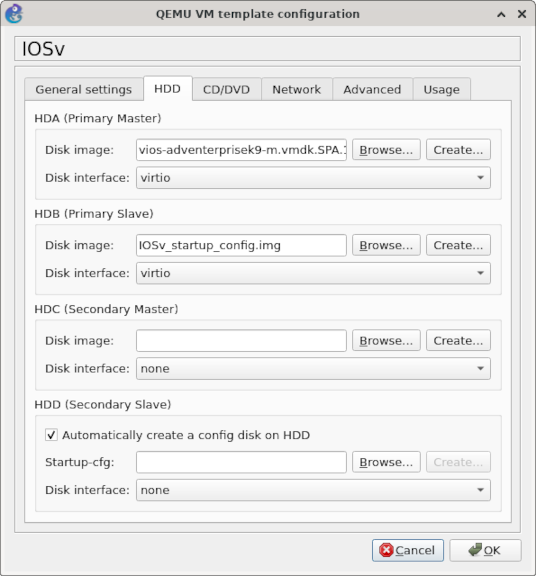 QEMU VM template configuration
IOSv
General settings HDD CD/DVD Network Advanced Usage
HDA (Primary Master)
Disk image: vios-adventerprisek9-m.vmdk.SPA. Browse... Create...
Disk interface: virtio
HDB (Primary Slave)
Disk image: IOSv_startup_config.img Browse... Create...
Disk interface: virtio
HDC (Secondary Master)
Disk image: Browse... Create...
Disk interface: none
HDD (Secondary Slave)
Automatically create a config disk on HDD
Startup-cfg: Browse... Create...
Disk interface: none
Cancel OK